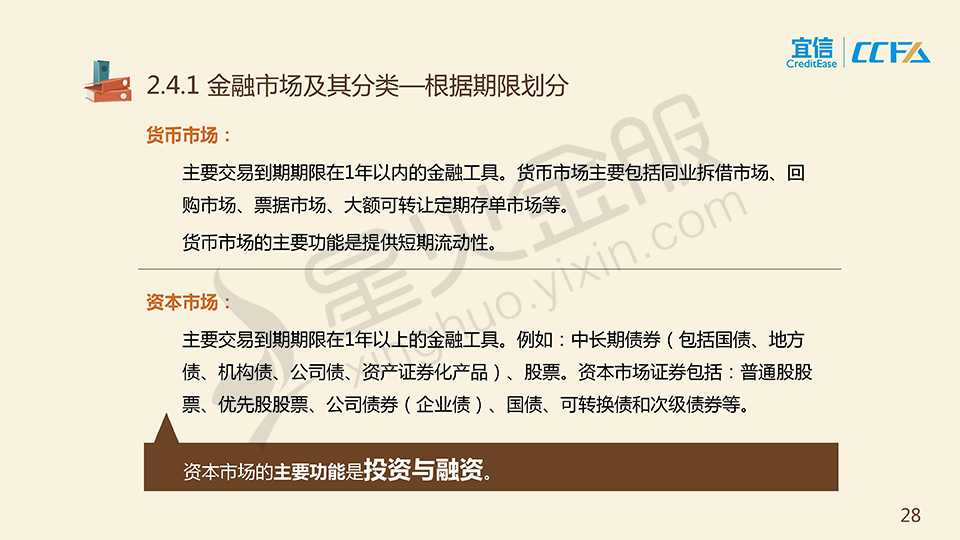 宜信
CreditEase
CCFA
2.4.1 金融市场及其分类—根据期限划分
货币市场：
主要交易到期期限在1年以内的金融工具。货币市场主要包括同业拆借市场、回
购市场、票据市场、大额可转让定期存单市场等。
货币市场的主要功能是提供短期流动性。
资本市场：
主要交易到期期限在1年以上的金融工具。例如：中长期债券（包括国债、地方
债、机构债、公司债、资产证券化产品）、股票。资本市场证券包括：普通股股
票、优先股股票、公司债券（企业债）、国债、可转换债和次级债券等。
资本市场的主要功能是投资与融资。
星火金服
xinghuo.yixin.com
28